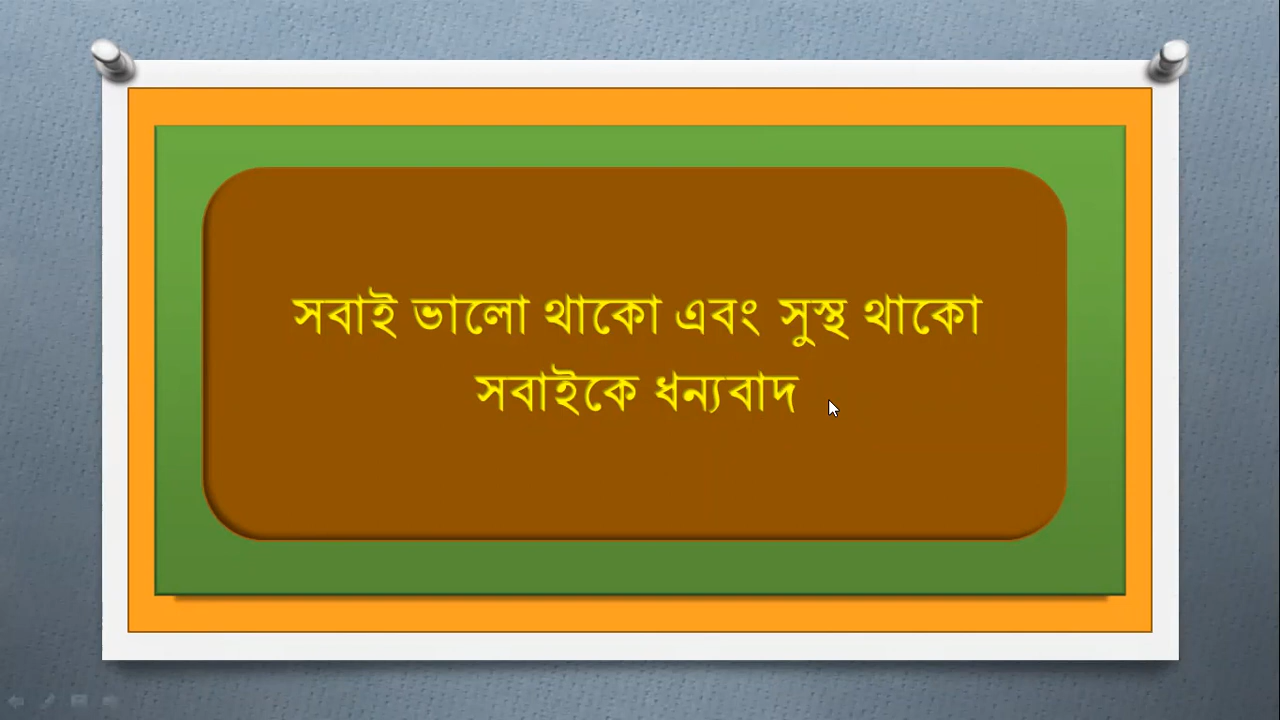 সবাই ভালো থাকো এবং সুস্থ থাকো
সবাইকে ধন্যবাদ